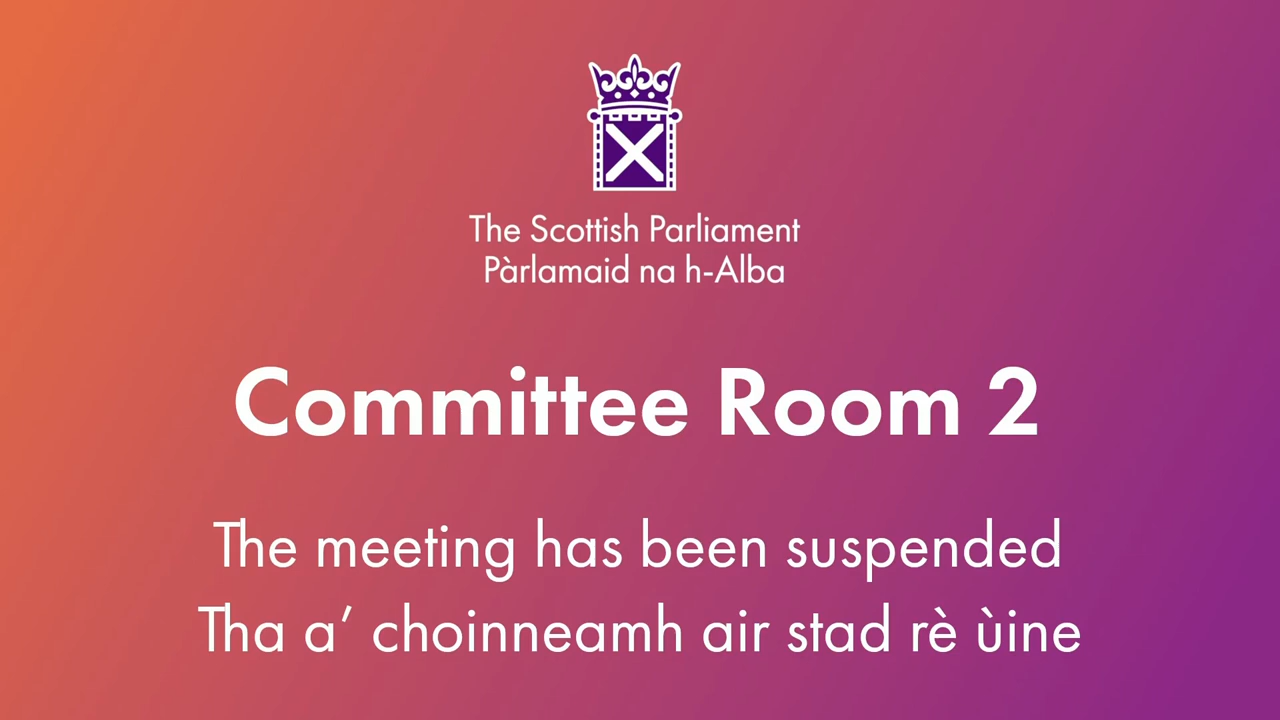 The Scottish Parliament
Pàrlamaid na h-Alba
Committee Room 2
The meeting has been suspended
Tha a’ choinneamh air stad rè ùine